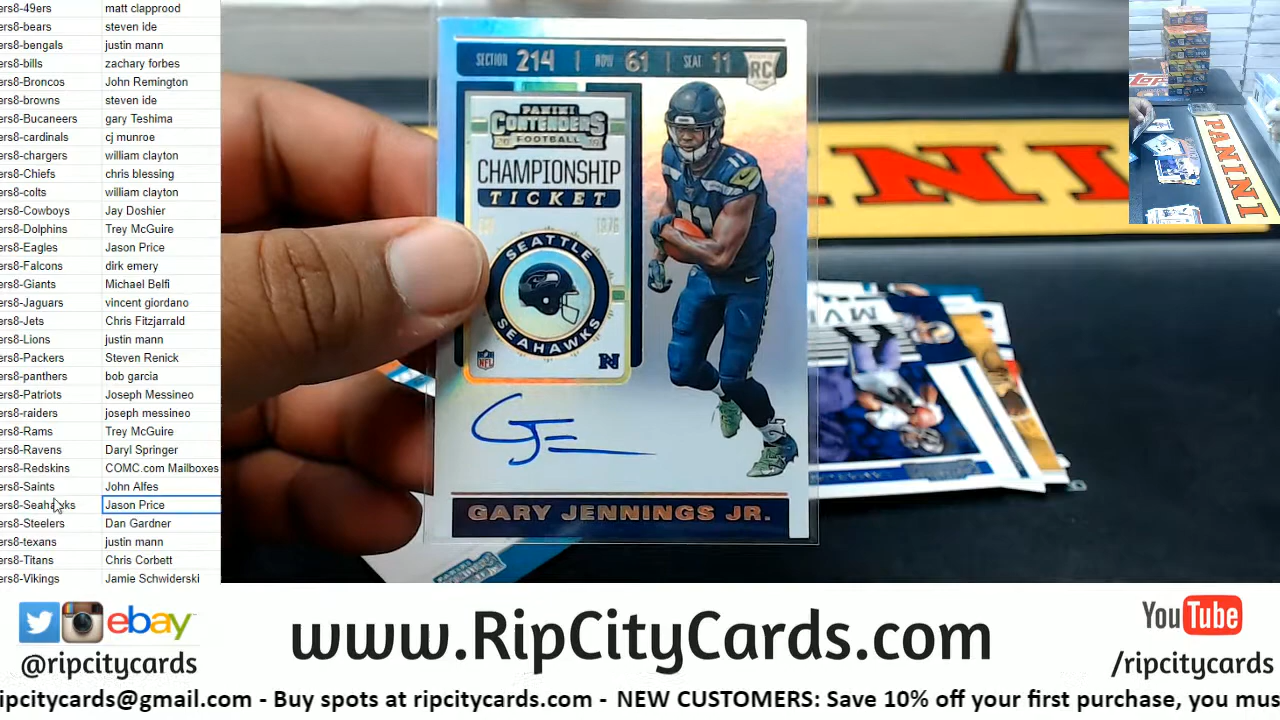 ers8-49ers matt clapprood
ers8-bears steven ide
ers8-bengals justin mann
ers8-bills zachary forbes
ers8-Broncos John Remington
ers8-browns steven ide
ers8-Bucaneers gary Teshima
ers8-cardinals cj munroe
ers8-chargers william clayton
ers8-Chiefs chris blessing
ers8-colts william clayton
ers8-Cowboys Jay Doshier
ers8-Dolphins Trey McGuire
ers8-Eagles Jason Price
ers8-Falcons dirk emery
ers8-Giants Michael Belfi
ers8-Jaguars vincent giordano
ers8-Jets Chris Fitzjarrald
ers8-Lions justin mann
ers8-Packers Steven Renick
ers8-panthers bob garcia
ers8-Patriots Joseph Messineo
ers8-raiders joseph messineo
ers8-Rams Trey McGuire
ers8-Ravens Daryl Springer
ers8-Redskins COMC.com Mailboxes
ers8-Saints John Alfes
ers8-Seahawks Jason Price
ers8-Steelers Dan Gardner
ers8-texans justin mann
ers8-Titans Chris Corbett
ers8-Vikings Jamie Schwiderski
SECTION 214 | ROW 61 | SEAT 11
RC
PANINI
CONTENDERS
FOOTBALL
CHAMPIONSHIP
TICKET
SEATTLE
SEAHAWKS
NFL
N
11
GARY JENNINGS JR.
NINI
MVP
PANINI
ebay
@ripcitycards
www.RipCityCards.com
YouTube
/ripcitycards
ripcitycards@gmail.com - Buy spots at ripcitycards.com - NEW CUSTOMERS: Save 10% off your first purchase, you mus